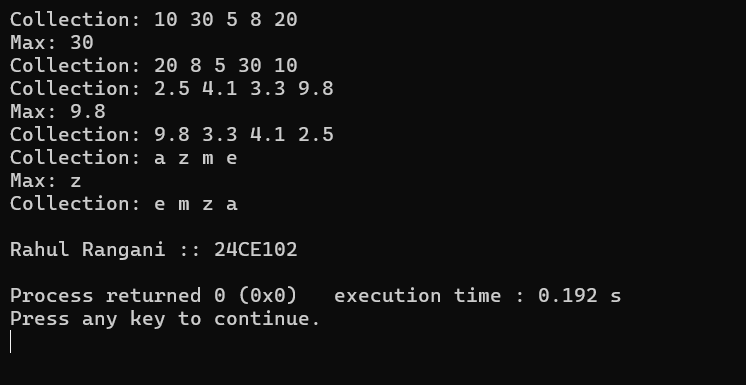 Collection: 10 30 5 8 20
Max: 30
Collection: 20 8 5 30 10
Collection: 2.5 4.1 3.3 9.8
Max: 9.8
Collection: 9.8 3.3 4.1 2.5
Collection: a z m e
Max: z
Collection: e m z a

Rahul Rangani :: 24CE102

Process returned 0 (0x0)   execution time : 0.192 s
Press any key to continue.